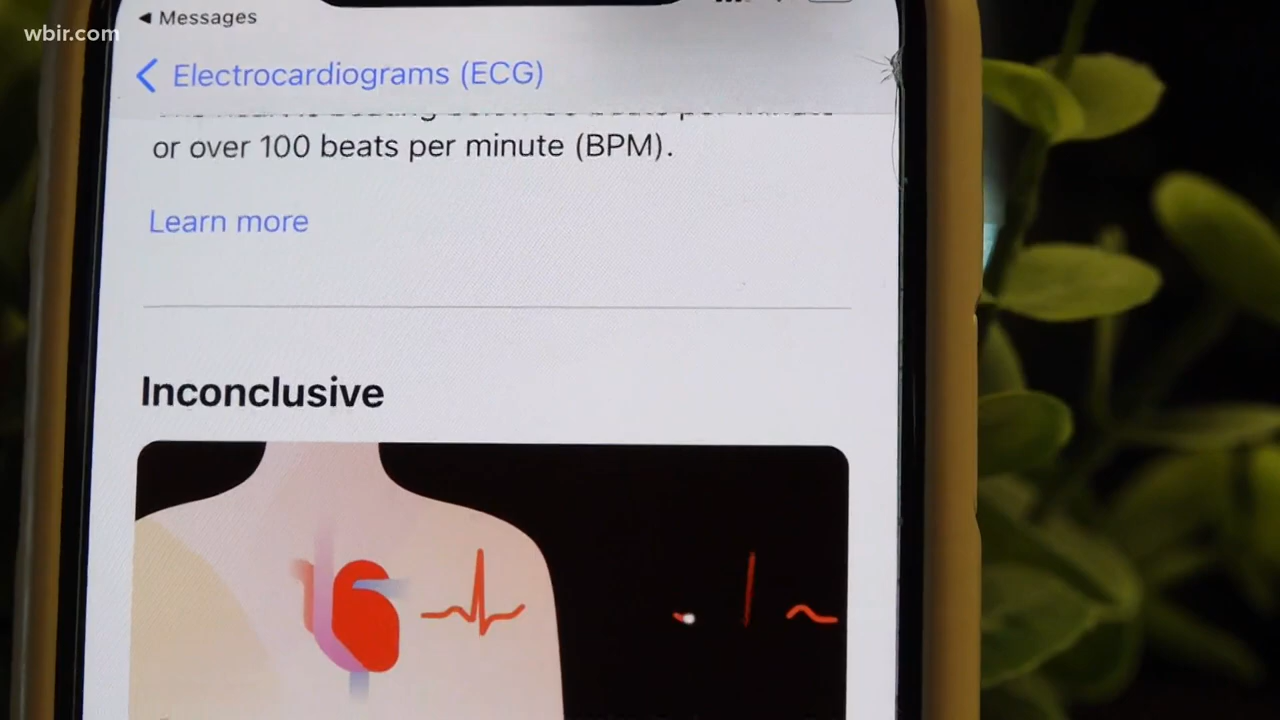 wbir.com
◀ Messages
Electrocardiograms (ECG)
or over 100 beats per minute (BPM).
Learn more
Inconclusive